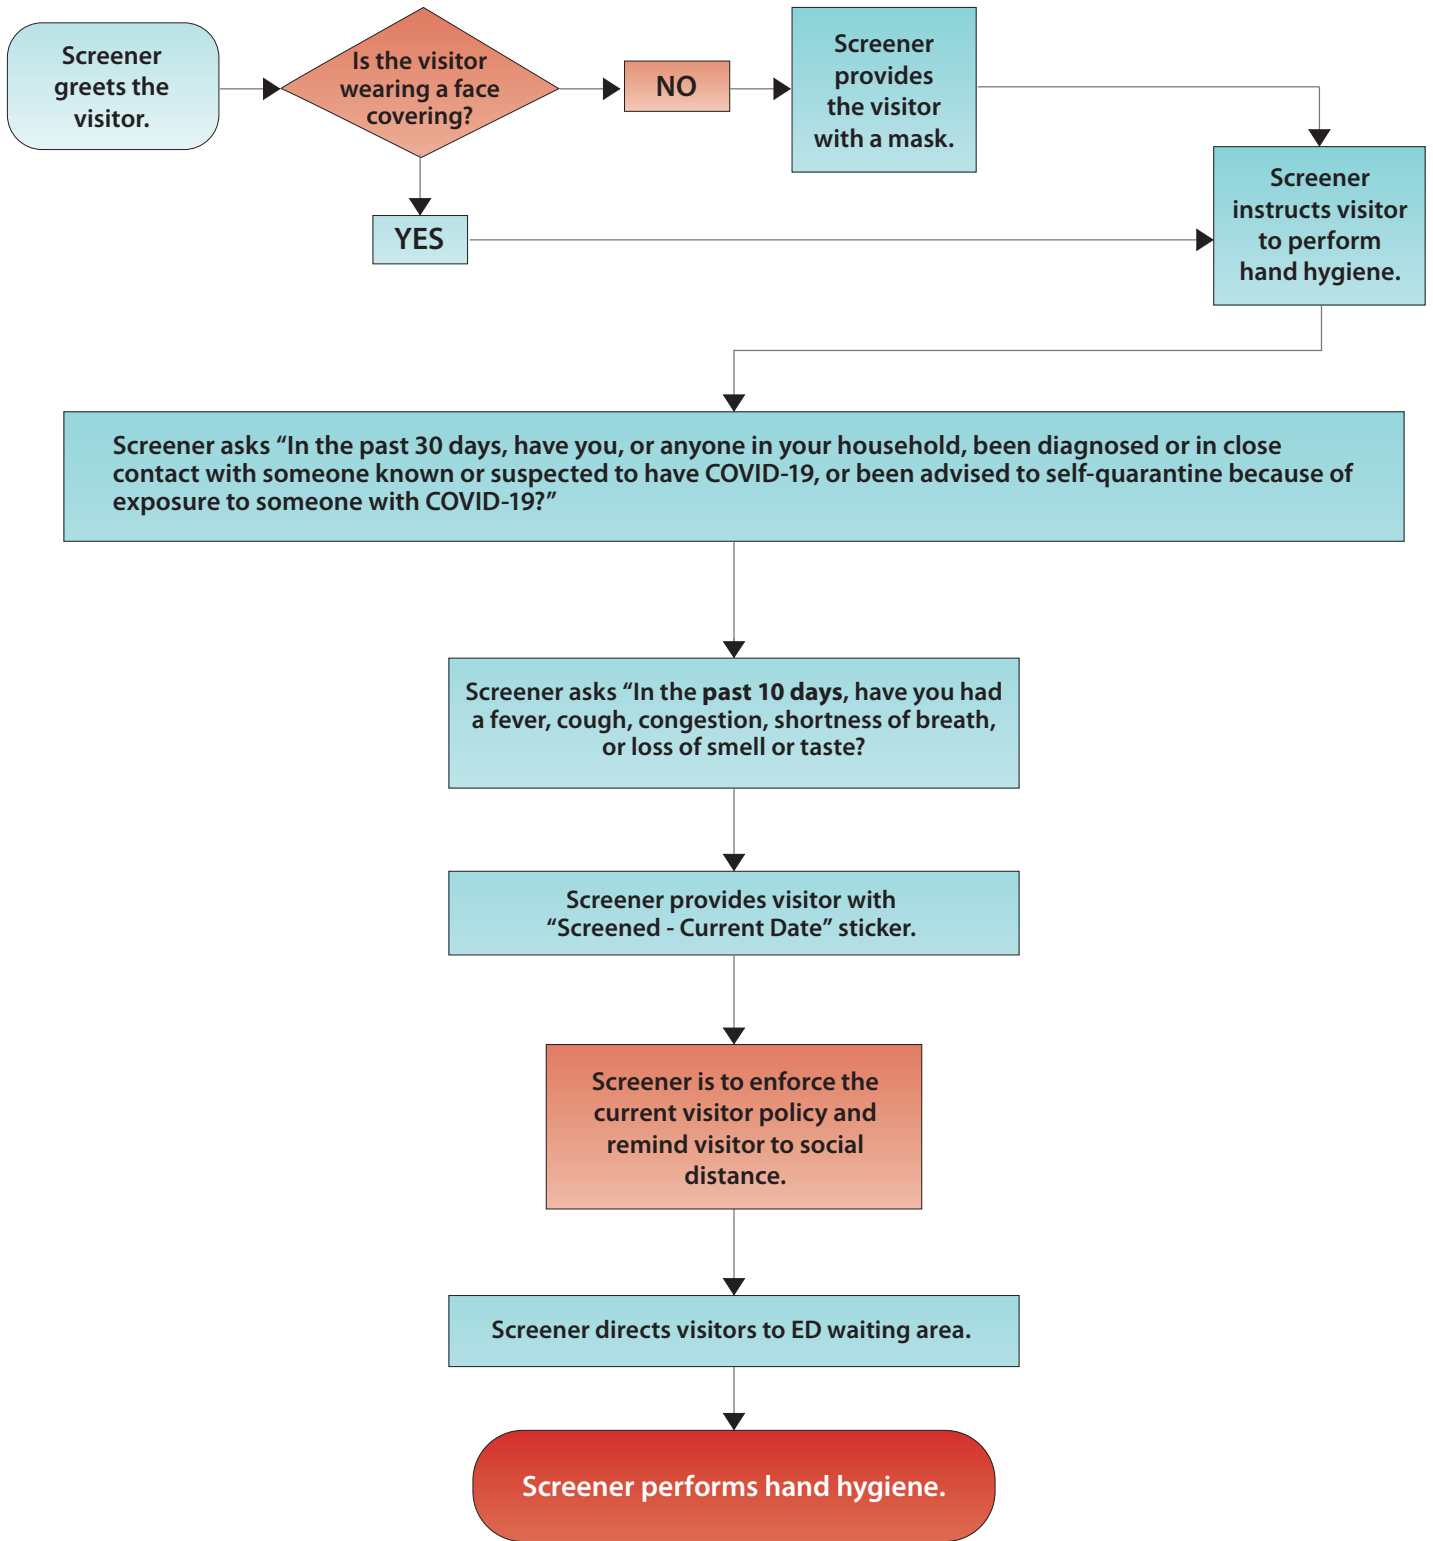 Screener
greets the
visitor.
Is the visitor
wearing a face
covering?
NO
Screener
provides
the visitor
with a mask.
YES
Screener
instructs visitor
to perform
hand hygiene.
Screener asks “In the past 30 days, have you, or anyone in your household, been diagnosed or in close
contact with someone known or suspected to have COVID-19, or been advised to self-quarantine because of
exposure to someone with COVID-19?”
Screener asks “In the past 10 days, have you had
a fever, cough, congestion, shortness of breath,
or loss of smell or taste?
Screener provides visitor with
“Screened - Current Date” sticker.
Screener is to enforce the
current visitor policy and
remind visitor to social
distance.
Screener directs visitors to ED waiting area.
Screener performs hand hygiene.